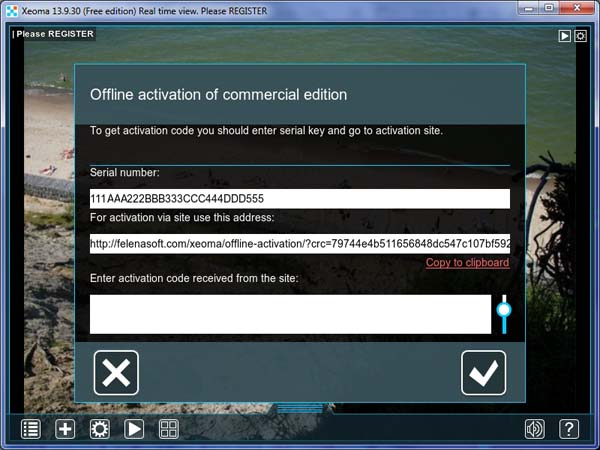 Xeoma 13.9.30 (Free edition) Real time view. Please REGISTER
| Please REGISTER
Offline activation of commercial edition
To get activation code you should enter serial key and go to activation site.
Serial number:
111AAA222BBB333CCC444DDD555
For activation via site use this address:
http://felenasoft.com/xeoma/offline-activation/?crc=79744e4b511656848dc547c107bf592
Copy to clipboard
Enter activation code received from the site:
?